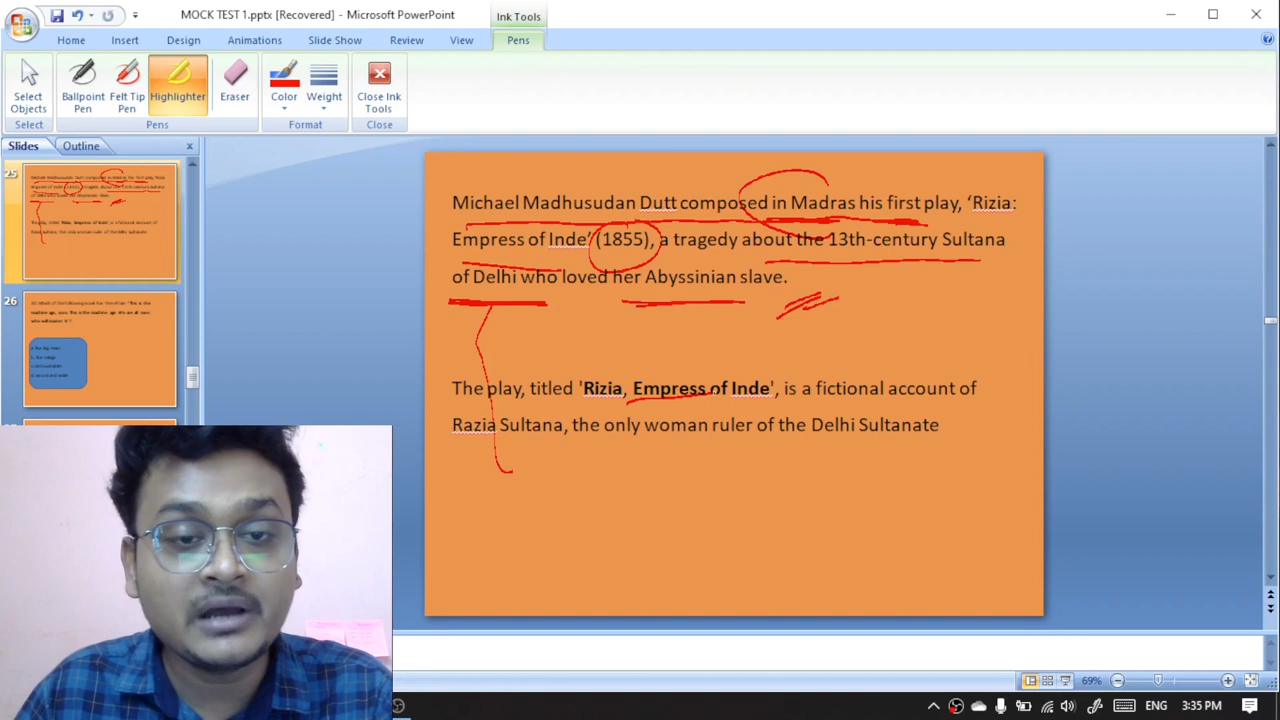 MOCK TEST 1.pptx [Recovered] - Microsoft PowerPoint
Ink Tools
Home Insert Design Animations Slide Show Review View Pens
Select Objects
Ballpoint Pen
Felt Tip Pen
Highlighter
Eraser
Color
Weight
Close Ink Tools
Select
Pens
Format
Close
Slides
Outline
25
26
Michael Madhusudan Dutt composed in Madras his first play, ‘Rizia:
Empress of Inde’ (1855), a tragedy about the 13th-century Sultana
of Delhi who loved her Abyssinian slave.
The play, titled 'Rizia, Empress of Inde', is a fictional account of
Razia Sultana, the only woman ruler of the Delhi Sultanate
69%
ENG
3:35 PM